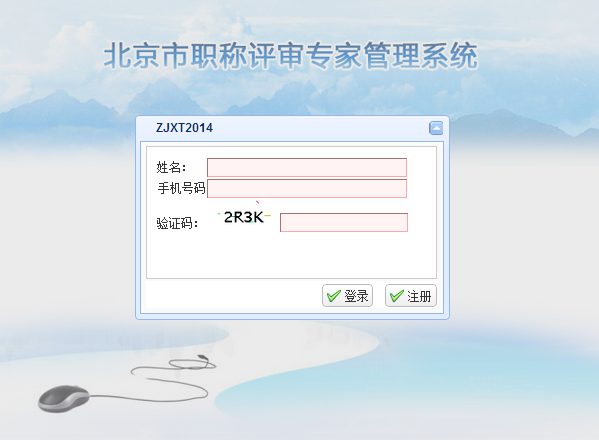 北京市职称评审专家管理系统
ZJXT2014
姓名：
手机号码
验证码： 2R3K
登录 注册